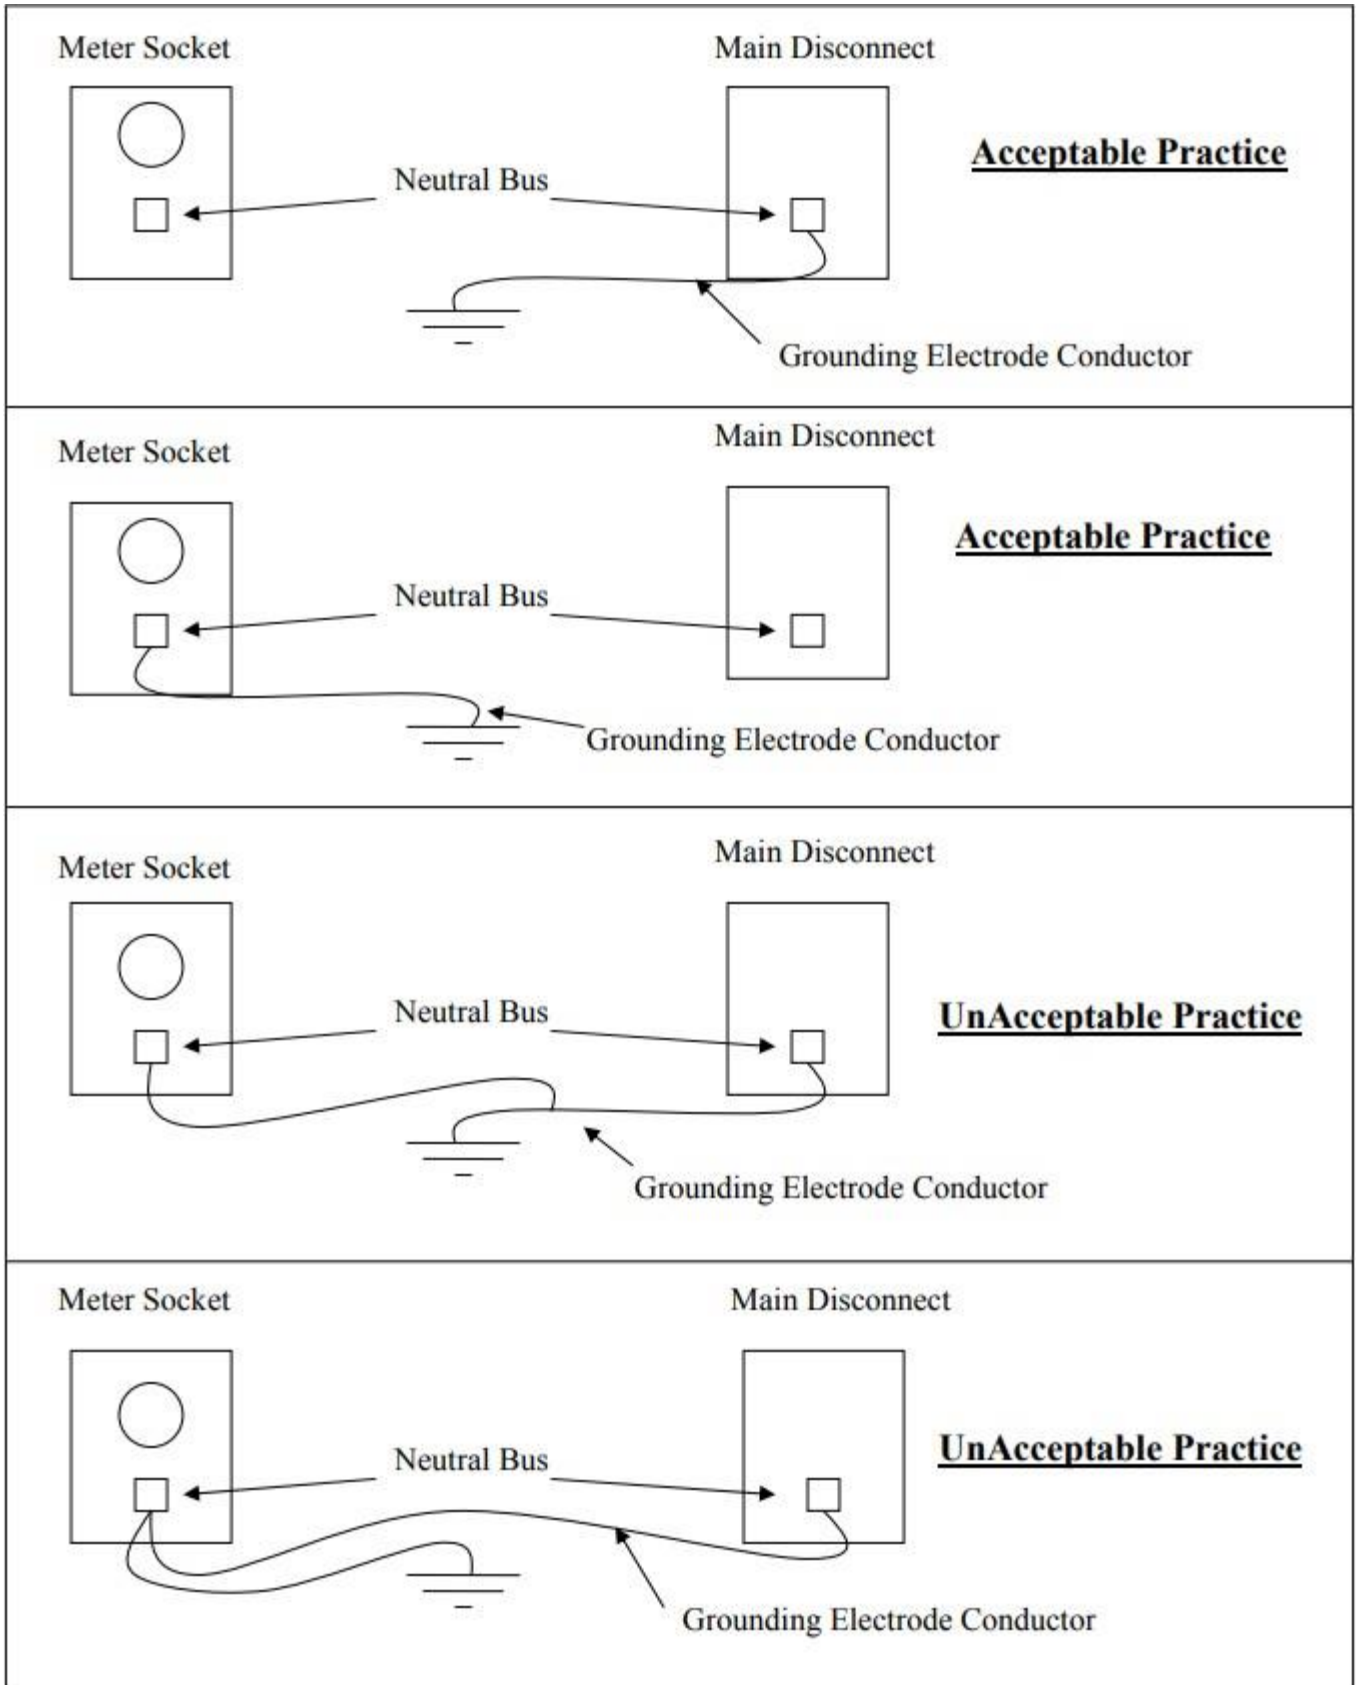 Meter Socket
Main Disconnect
Acceptable Practice
Neutral Bus
Grounding Electrode Conductor
Main Disconnect
Meter Socket
Acceptable Practice
Neutral Bus
Grounding Electrode Conductor
Main Disconnect
Meter Socket
Neutral Bus
UnAcceptable Practice
Grounding Electrode Conductor
Meter Socket
Main Disconnect
UnAcceptable Practice
Neutral Bus
Grounding Electrode Conductor